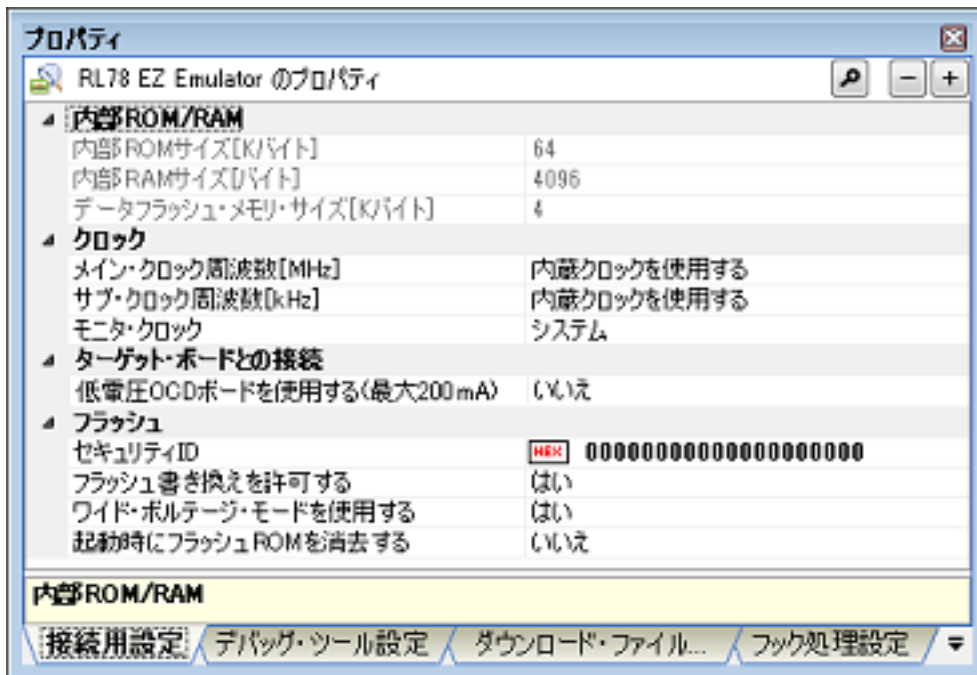 プロパティ
RL78 EZ Emulator のプロパティ
内部ROM/RAM
内部ROMサイズ[Kバイト] 64
内部RAMサイズ[バイト] 4096
データフラッシュ・メモリ・サイズ[Kバイト] 4
クロック
メイン・クロック周波数[MHz] 内蔵クロックを使用する
サブ・クロック周波数[kHz] 内蔵クロックを使用する
モニタ・クロック システム
ターゲット・ボードとの接続
低電圧OCDボードを使用する(最大200mA) いいえ
フラッシュ
セキュリティID HEX 00000000000000000000
フラッシュ書き換えを許可する はい
ワイド・ボルテージ・モードを使用する はい
起動時にフラッシュROMを消去する いいえ
内部ROM/RAM
接続用設定 デバッグ・ツール設定 ダウンロード・ファイル... フック処理設定